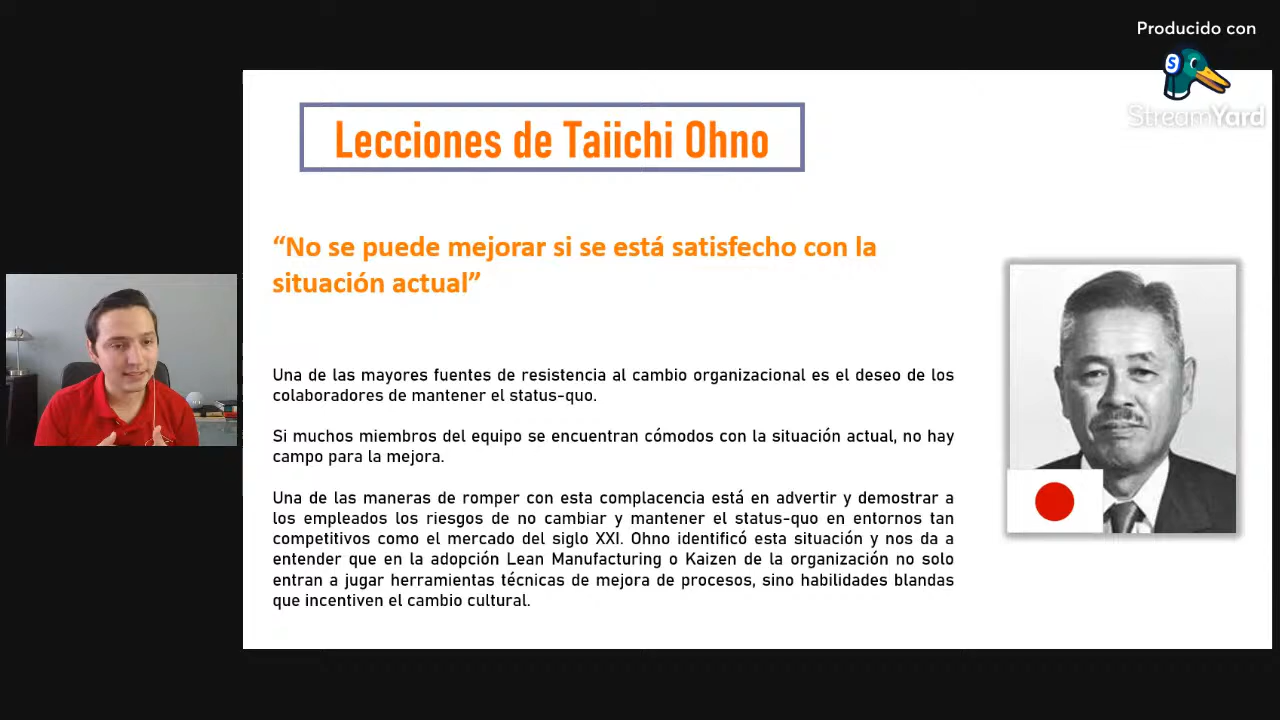 Producido con
StreamYard
Lecciones de Taiichi Ohno
“No se puede mejorar si se está satisfecho con la
situación actual”
Una de las mayores fuentes de resistencia al cambio organizacional es el deseo de los
colaboradores de mantener el status-quo.
Si muchos miembros del equipo se encuentran cómodos con la situación actual, no hay
campo para la mejora.
Una de las maneras de romper con esta complacencia está en advertir y demostrar a
los empleados los riesgos de no cambiar y mantener el status-quo en entornos tan
competitivos como el mercado del siglo XXI. Ohno identificó esta situación y nos da a
entender que en la adopción Lean Manufacturing o Kaizen de la organización no solo
entran a jugar herramientas técnicas de mejora de procesos, sino habilidades blandas
que incentiven el cambio cultural.